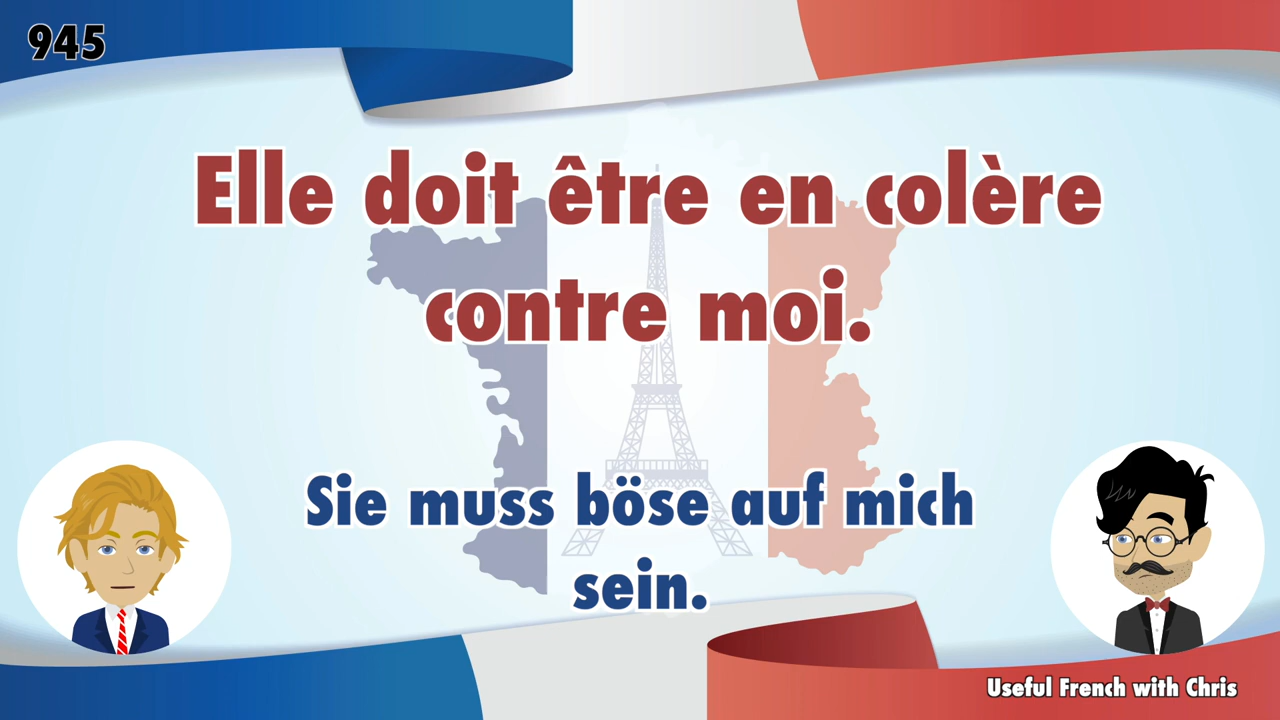 945
Elle doit être en colère
contre moi.
Sie muss böse auf mich
sein.
Useful French with Chris